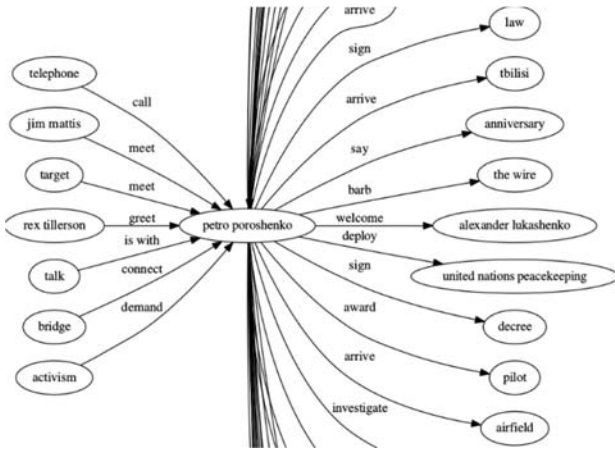 arrive
law
sign
telephone
tbilisi
call
arrive
jim mattis
anniversary
meet
say
target
meet
barb
the wire
rex tillerson
greet
petro poroshenko
welcome
alexander lukashenko
is with
deploy
talk
connect
sign
united nations peacekeeping
bridge
demand
award
decree
activism
arrive
pilot
investigate
airfield